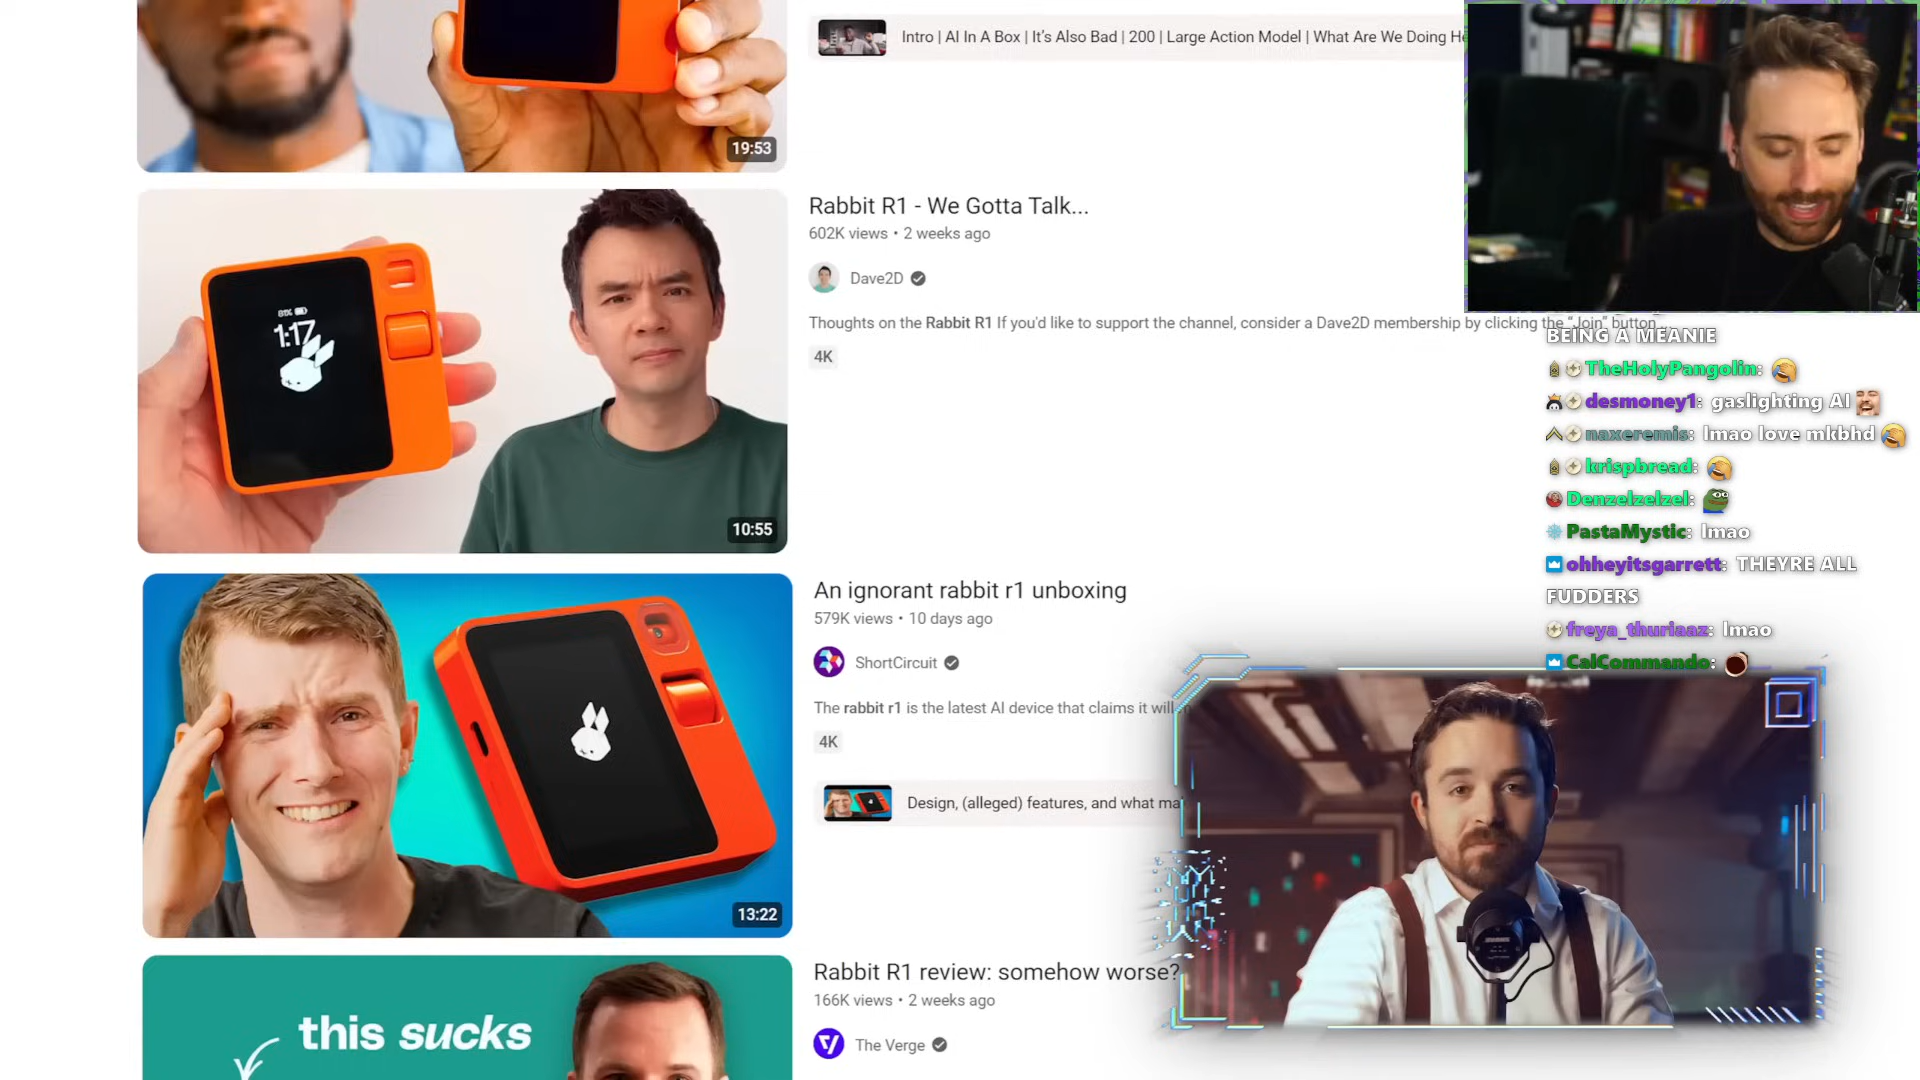 19:53
Intro | AI In A Box | It's Also Bad | 200 | Large Action Model | What Are We Doing
81%
1:17
10:55
Rabbit R1 - We Gotta Talk...
602K views • 2 weeks ago
Dave2D
Thoughts on the Rabbit R1 If you'd like to support the channel, consider a Dave2D membership by clicking the "Join" button
4K
13:22
An ignorant rabbit r1 unboxing
579K views • 10 days ago
ShortCircuit
The rabbit r1 is the latest AI device that claims it will
4K
Design, (alleged) features, and what
this sucks
Rabbit R1 review: somehow worse?
166K views • 2 weeks ago
The Verge
BEING A MEANIE
TheHolyPangolin:
desmoney1: gaslighting AI
naxeremis: lmao love mkbhd
krispbread:
Denzelzelzel:
PastaMystic: lmao
ohheyitsgarrett: THEYRE ALL
FUDDERS
freya_thuriaaz: lmao
CalCommando: